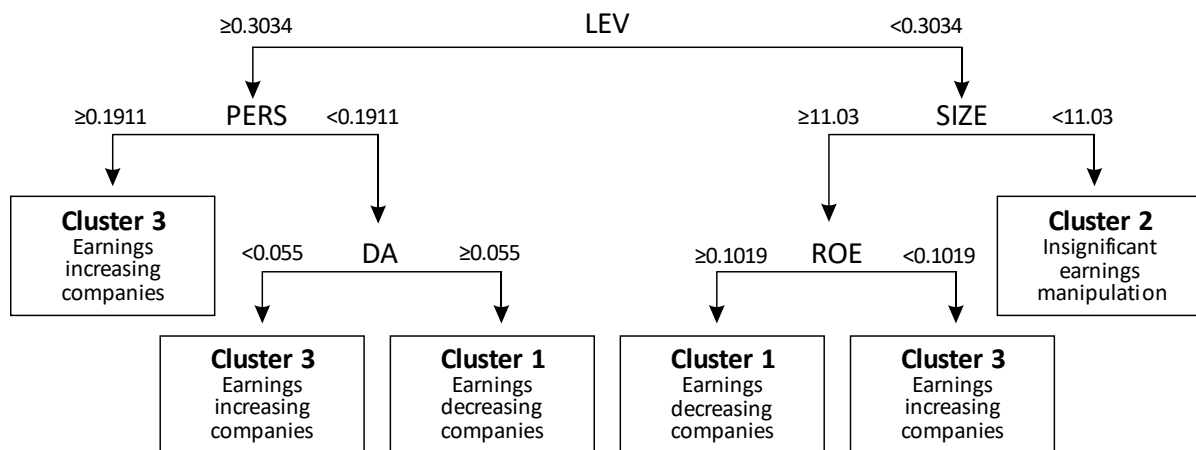 ≥0.3034 LEV <0.3034
≥0.1911 PERS <0.1911 ≥11.03 SIZE <11.03
Cluster 3
Earnings
increasing
companies
<0.055 DA ≥0.055
≥0.1019 ROE <0.1019
Cluster 2
Insignificant
earnings
manipulation
Cluster 3
Earnings
increasing
companies
Cluster 1
Earnings
decreasing
companies
Cluster 1
Earnings
decreasing
companies
Cluster 3
Earnings
increasing
companies